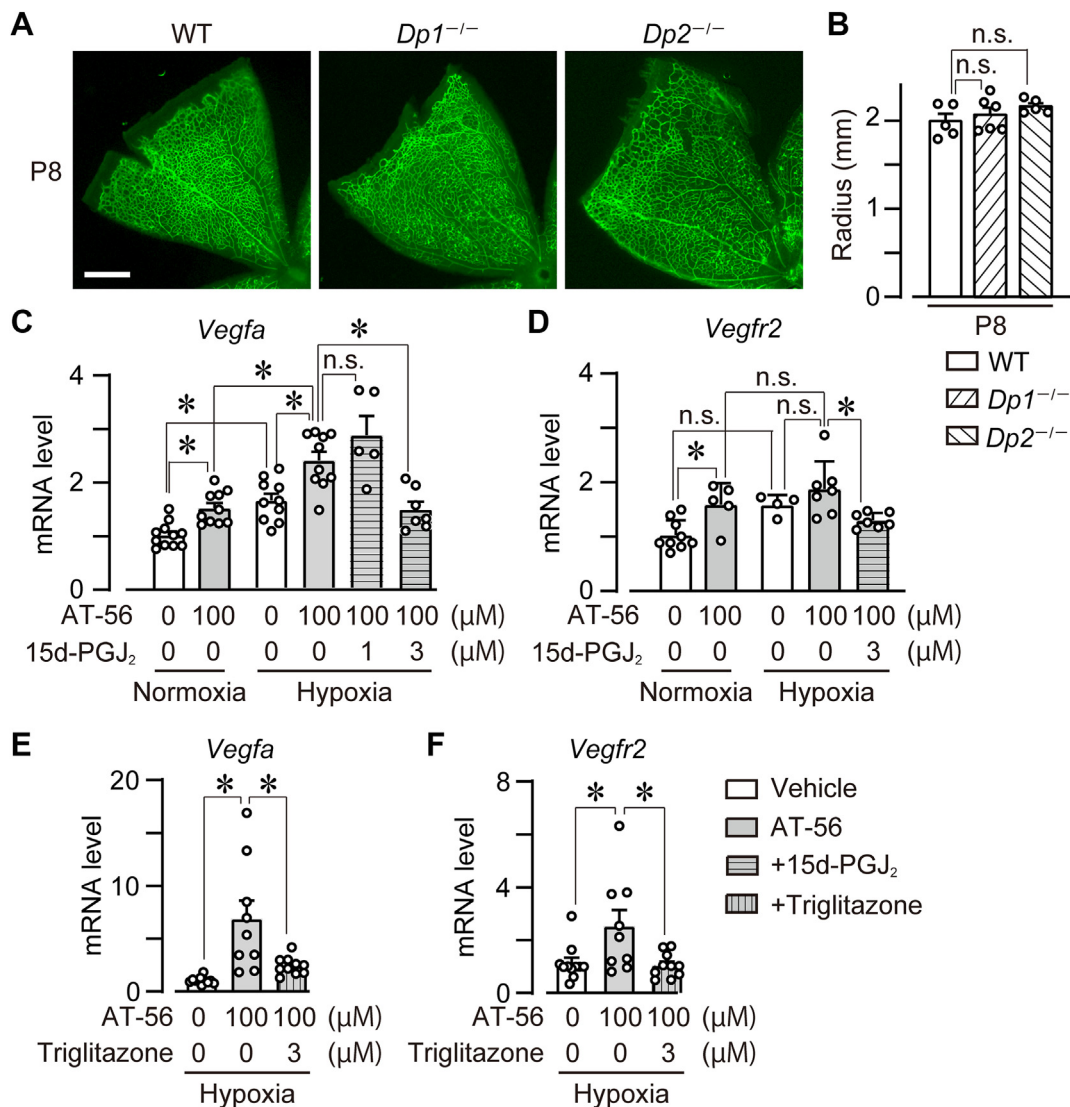 A
WT
Dp1−/−
Dp2−/−
P8
B
n.s.
n.s.
Radius (mm)
2
1
0
P8
WT
Dp1−/−
Dp2−/−
C
Vegfa
*
n.s.
*
*
*
*
mRNA level
4
2
0
AT-56 0 100 0 100 100 100 (µM)
15d-PGJ₂ 0 0 0 0 1 3 (µM)
Normoxia Hypoxia
D
Vegfr2
n.s.
n.s.
n.s.
*
*
mRNA level
4
2
0
AT-56 0 100 0 100 100 (µM)
15d-PGJ₂ 0 0 0 0 3 (µM)
Normoxia Hypoxia
E
Vegfa
* *
mRNA level
20
10
0
AT-56 0 100 100 (µM)
Triglitazone 0 0 3 (µM)
Hypoxia
F
Vegfr2
* *
mRNA level
8
4
0
AT-56 0 100 100 (µM)
Triglitazone 0 0 3 (µM)
Hypoxia
Vehicle
AT-56
+15d-PGJ₂
+Triglitazone